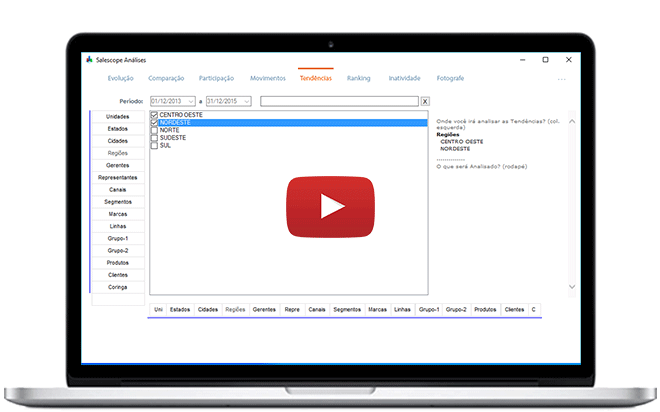 Salescope Análises
Evolução Comparação Participação Movimentos Tendências Ranking Inatividade Fotografe ...
Período: 01/12/2013 a 31/12/2015 X
Unidades
Estados
Cidades
Regiões
Gerentes
Representantes
Canais
Segmentos
Marcas
Linhas
Grupo-1
Grupo-2
Produtos
Clientes
Coringa
CENTRO OESTE
NORDESTE
NORTE
SUDESTE
SUL
Onde você irá analisar as Tendências? (col.
esquerda)
Regiões
CENTRO OESTE
NORDESTE
--------------
O que será Analisado? (rodapé)
Uni Estados Cidades Regiões Gerentes Repre Canais Segmentos Marcas Linhas Grupo-1 Grupo-2 Produtos Clientes C